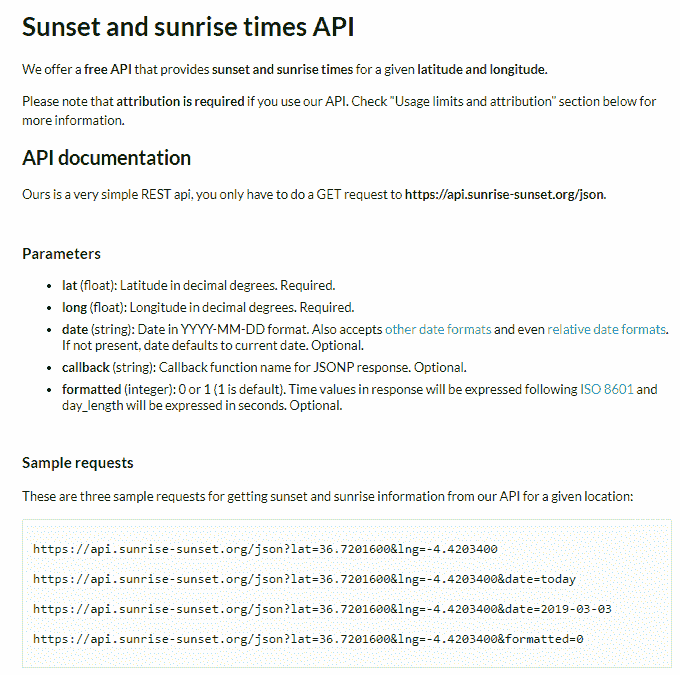 Sunset and sunrise times API
We offer a free API that provides sunset and sunrise times for a given latitude and longitude.
Please note that attribution is required if you use our API. Check "Usage limits and attribution" section below for
more information.
API documentation
Ours is a very simple REST api, you only have to do a GET request to https://api.sunrise-sunset.org/json.
Parameters
• lat (float): Latitude in decimal degrees. Required.
• long (float): Longitude in decimal degrees. Required.
• date (string): Date in YYYY-MM-DD format. Also accepts other date formats and even relative date formats.
If not present, date defaults to current date. Optional.
• callback (string): Callback function name for JSONP response. Optional.
• formatted (integer): 0 or 1 (1 is default). Time values in response will be expressed following ISO 8601 and
day_length will be expressed in seconds. Optional.
Sample requests
These are three sample requests for getting sunset and sunrise information from our API for a given location:
https://api.sunrise-sunset.org/json?lat=36.7201600&lng=-4.4203400
https://api.sunrise-sunset.org/json?lat=36.7201600&lng=-4.4203400&date=today
https://api.sunrise-sunset.org/json?lat=36.7201600&lng=-4.4203400&date=2019-03-03
https://api.sunrise-sunset.org/json?lat=36.7201600&lng=-4.4203400&formatted=0